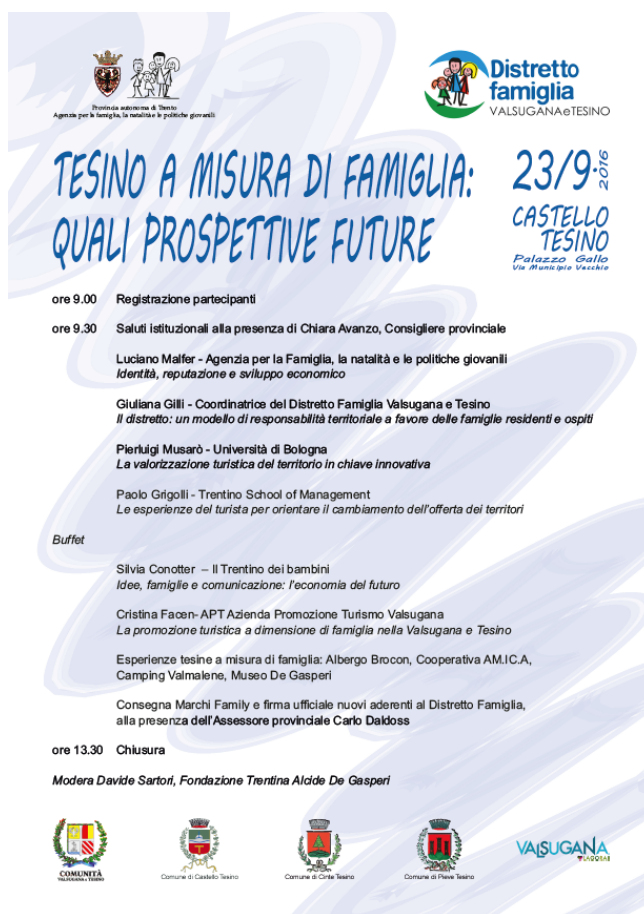 Provincia autonoma di Trento
Agenzia per la famiglia, la natalità e le politiche giovanili
Distretto
famiglia
VALSUGANAeTESINO
TESINO A MISURA DI FAMIGLIA:
QUALI PROSPETTIVE FUTURE
23/9.2016
CASTELLO
TESINO
Palazzo Gallo
Via Municipio Vecchio
ore 9.00 Registrazione partecipanti
ore 9.30 Saluti istituzionali alla presenza di Chiara Avanzo, Consigliere provinciale
Luciano Malfer - Agenzia per la Famiglia, la natalità e le politiche giovanili
Identità, reputazione e sviluppo economico
Giuliana Gilli - Coordinatrice del Distretto Famiglia Valsugana e Tesino
Il distretto: un modello di responsabilità territoriale a favore delle famiglie residenti e ospiti
Pierluigi Musarò - Università di Bologna
La valorizzazione turistica del territorio in chiave innovativa
Paolo Grigolli - Trentino School of Management
Le esperienze del turista per orientare il cambiamento dell'offerta dei territori
Buffet
Silvia Conotter – Il Trentino dei bambini
Idee, famiglie e comunicazione: l'economia del futuro
Cristina Facen- APT Azienda Promozione Turismo Valsugana
La promozione turistica a dimensione di famiglia nella Valsugana e Tesino
Esperienze tesine a misura di famiglia: Albergo Brocon, Cooperativa AM.IC.A,
Camping Valmalene, Museo De Gasperi
Consegna Marchi Family e firma ufficiale nuovi aderenti al Distretto Famiglia,
alla presenza dell'Assessore provinciale Carlo Daldoss
ore 13.30 Chiusura
Modera Davide Sartori, Fondazione Trentina Alcide De Gasperi
COMUNITÀ
VALSUGANA e TESINO
Comune di Castello Tesino
Comune di Cinte Tesino
Comune di Pieve Tesino
VALSUGANA
LAGORAI